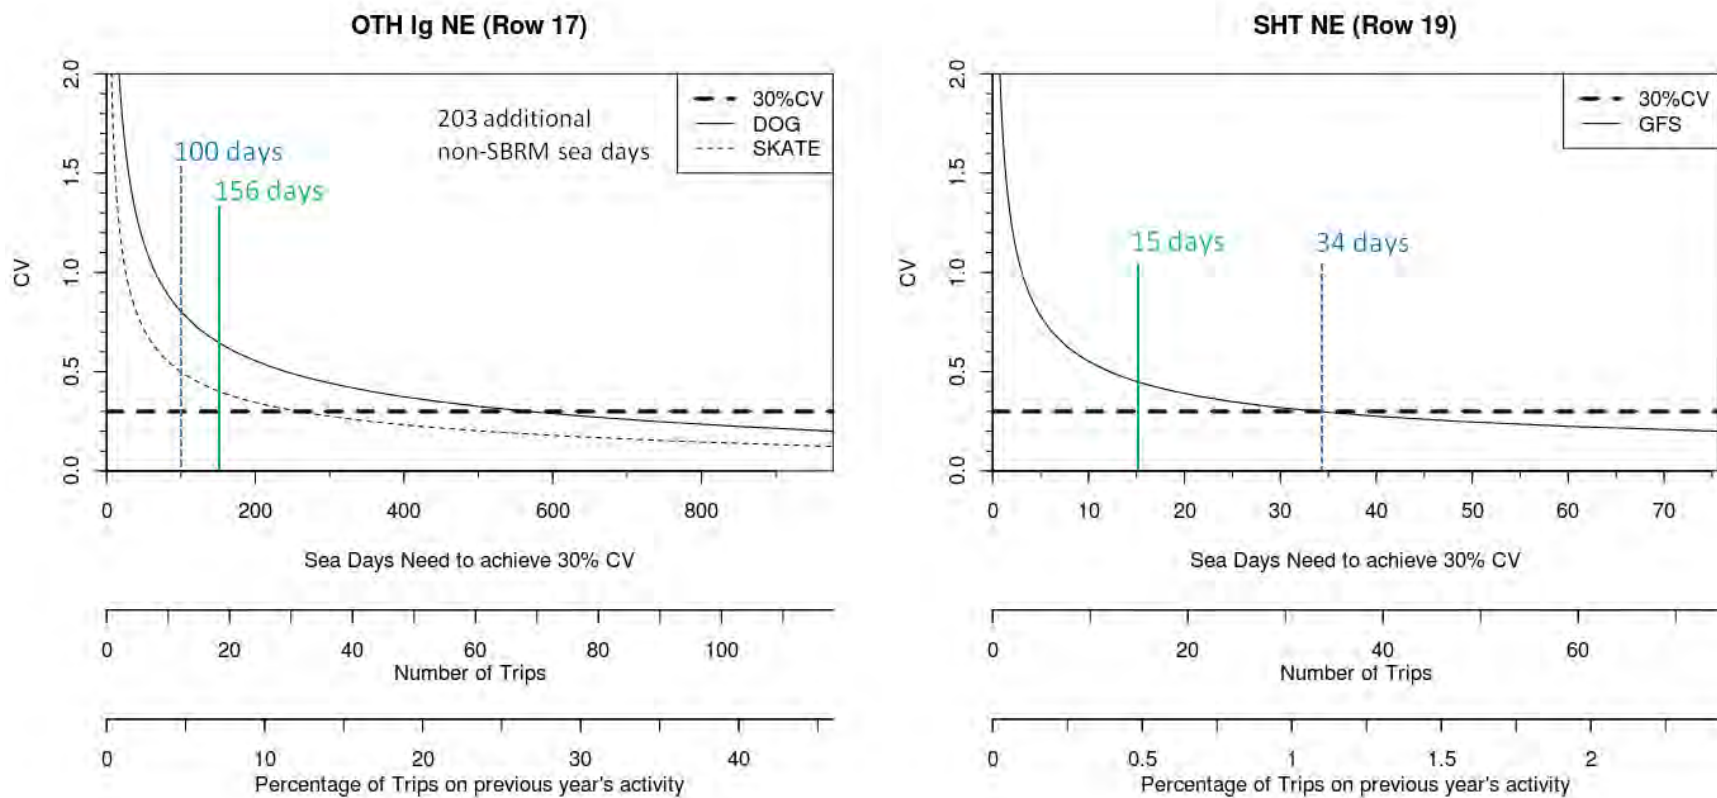 OTH lg NE (Row 17)
2.0
1.5
1.0
0.5
0.0
CV
30%CV
DOG
SKATE
203 additional
non-SBRM sea days
100 days
156 days
0 200 400 600 800
Sea Days Need to achieve 30% CV
0 20 40 60 80 100
Number of Trips
0 10 20 30 40
Percentage of Trips on previous year's activity
SHT NE (Row 19)
2.0
1.5
1.0
0.5
0.0
CV
30%CV
GFS
15 days
34 days
0 10 20 30 40 50 60 70
Sea Days Need to achieve 30% CV
0 20 40 60
Number of Trips
0 0.5 1 1.5 2
Percentage of Trips on previous year's activity